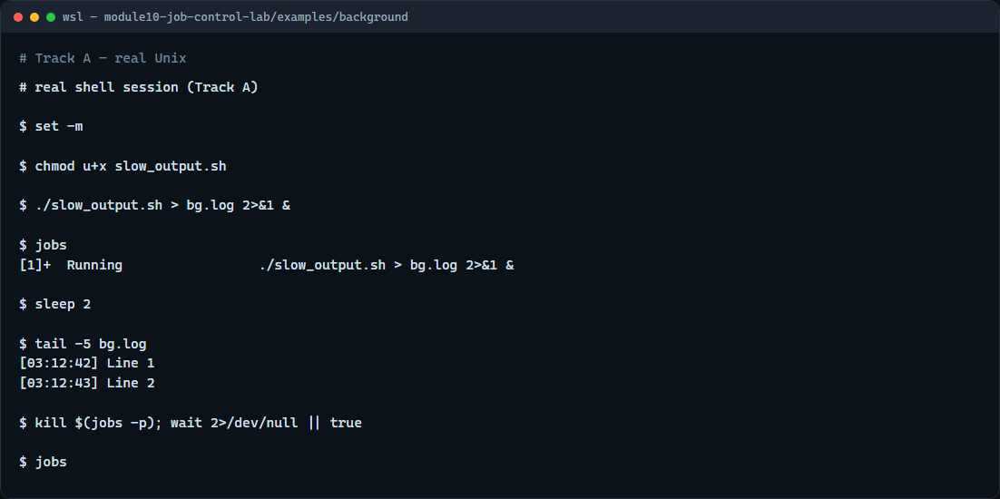 wsl — module10-job-control-lab/examples/background
# Track A — real Unix
# real shell session (Track A)
$ set -m
$ chmod u+x slow_output.sh
$ ./slow_output.sh > bg.log 2>&1 &
$ jobs
[1]+  Running                 ./slow_output.sh > bg.log 2>&1 &
$ sleep 2
$ tail -5 bg.log
[03:12:42] Line 1
[03:12:43] Line 2
$ kill $(jobs -p); wait 2>/dev/null || true
$ jobs